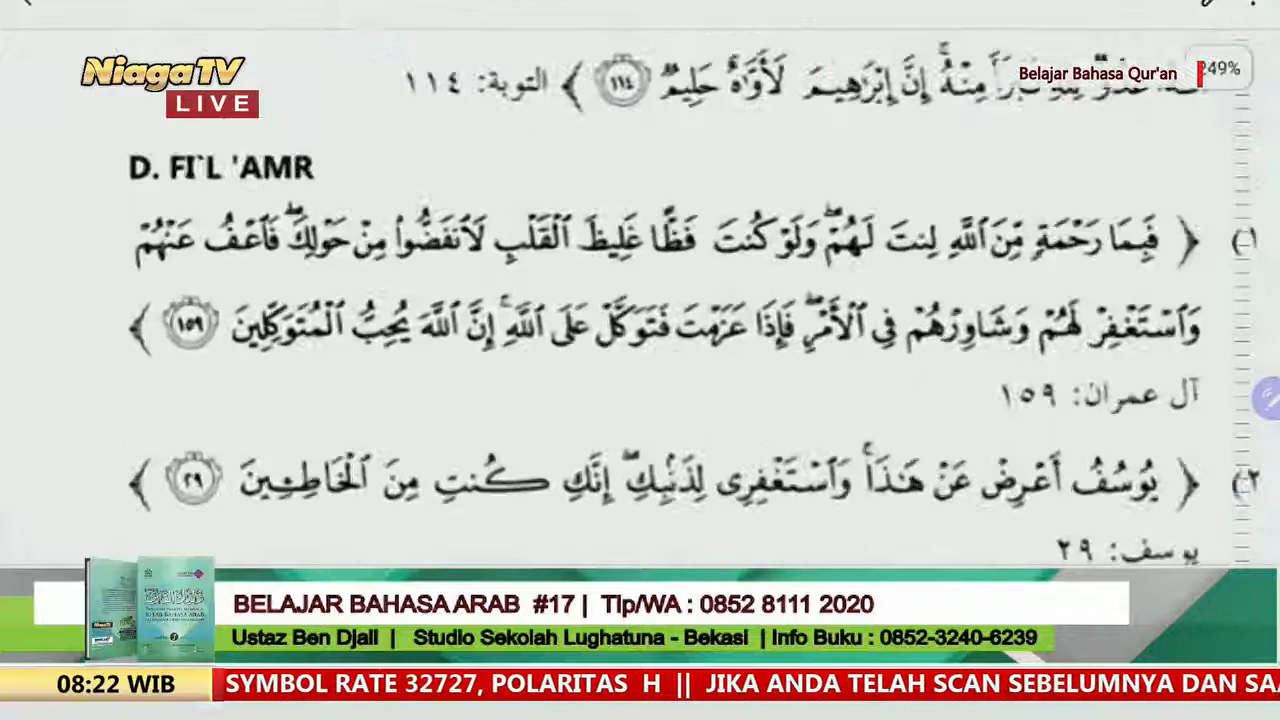 NiagaTV
LIVE
Belajar Bahasa Qur'an
249%
مِنْهُ ۚ إِنَّ إِبْرَٰهِيمَ لَأَوَّٰهٌ حَلِيمٌ ﴿١١٤﴾ ﴾ التوبة: ١١٤
D. FI`L 'AMR
(١ ﴿ فَبِمَا رَحْمَةٍ مِّنَ ٱللَّهِ لِنتَ لَهُمْ ۖ وَلَوْ كُنتَ فَظًّا غَلِيظَ ٱلْقَلْبِ لَٱنفَضُّوا۟ مِنْ حَوْلِكَ ۖ فَٱعْفُ عَنْهُمْ
وَٱسْتَغْفِرْ لَهُمْ وَشَاوِرْهُمْ فِى ٱلْأَمْرِ ۖ فَإِذَا عَزَمْتَ فَتَوَكَّلْ عَلَى ٱللَّهِ ۚ إِنَّ ٱللَّهَ يُحِبُّ ٱلْمُتَوَكِّلِينَ ١٥٩ ﴾
آل عمران: ١٥٩
(٢ ﴿ يُوسُفُ أَعْرِضْ عَنْ هَٰذَا ۚ وَٱسْتَغْفِرِى لِذَنۢبِكِ ۖ إِنَّكِ كُنتِ مِنَ ٱلْخَاطِـِٔينَ ٢٩ ﴾
يوسف: ٢٩
BELAJAR BAHASA ARAB #17 | Tlp/WA : 0852 8111 2020
Ustaz Ben Djall | Studio Sekolah Lughatuna - Bekasi | Info Buku : 0852-3240-6239
08:22 WIB
SYMBOL RATE 32727, POLARITAS H || JIKA ANDA TELAH SCAN SEBELUMNYA DAN SA